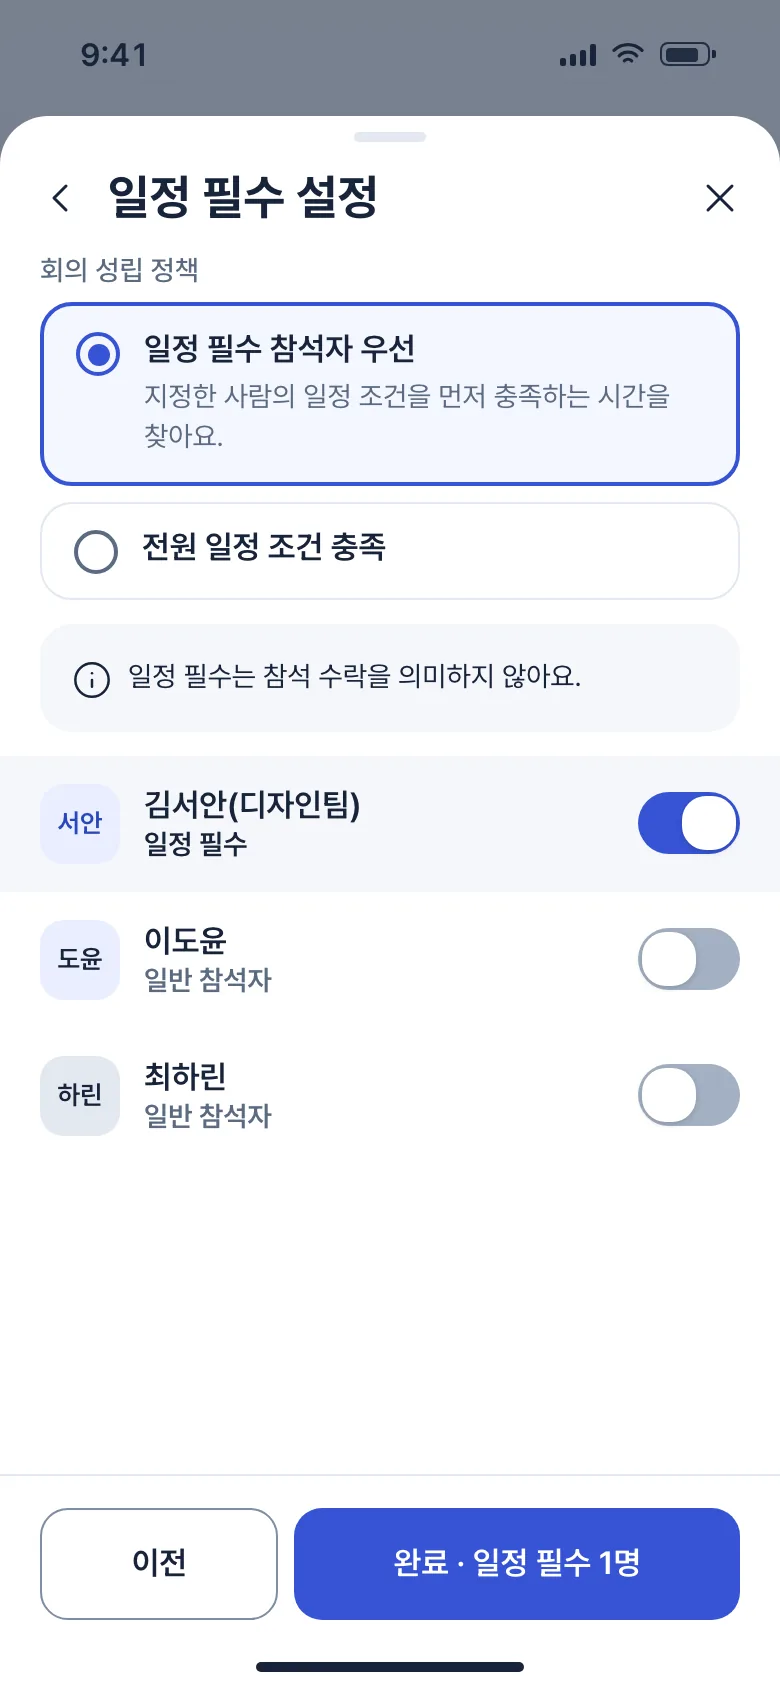 9:41
일정 필수 설정
회의 성립 정책
일정 필수 참석자 우선
지정한 사람의 일정 조건을 먼저 충족하는 시간을
찾아요.
전원 일정 조건 충족
일정 필수는 참석 수락을 의미하지 않아요.
서안
김서안(디자인팀)
일정 필수
도윤
이도윤
일반 참석자
하린
최하린
일반 참석자
이전
완료 · 일정 필수 1명